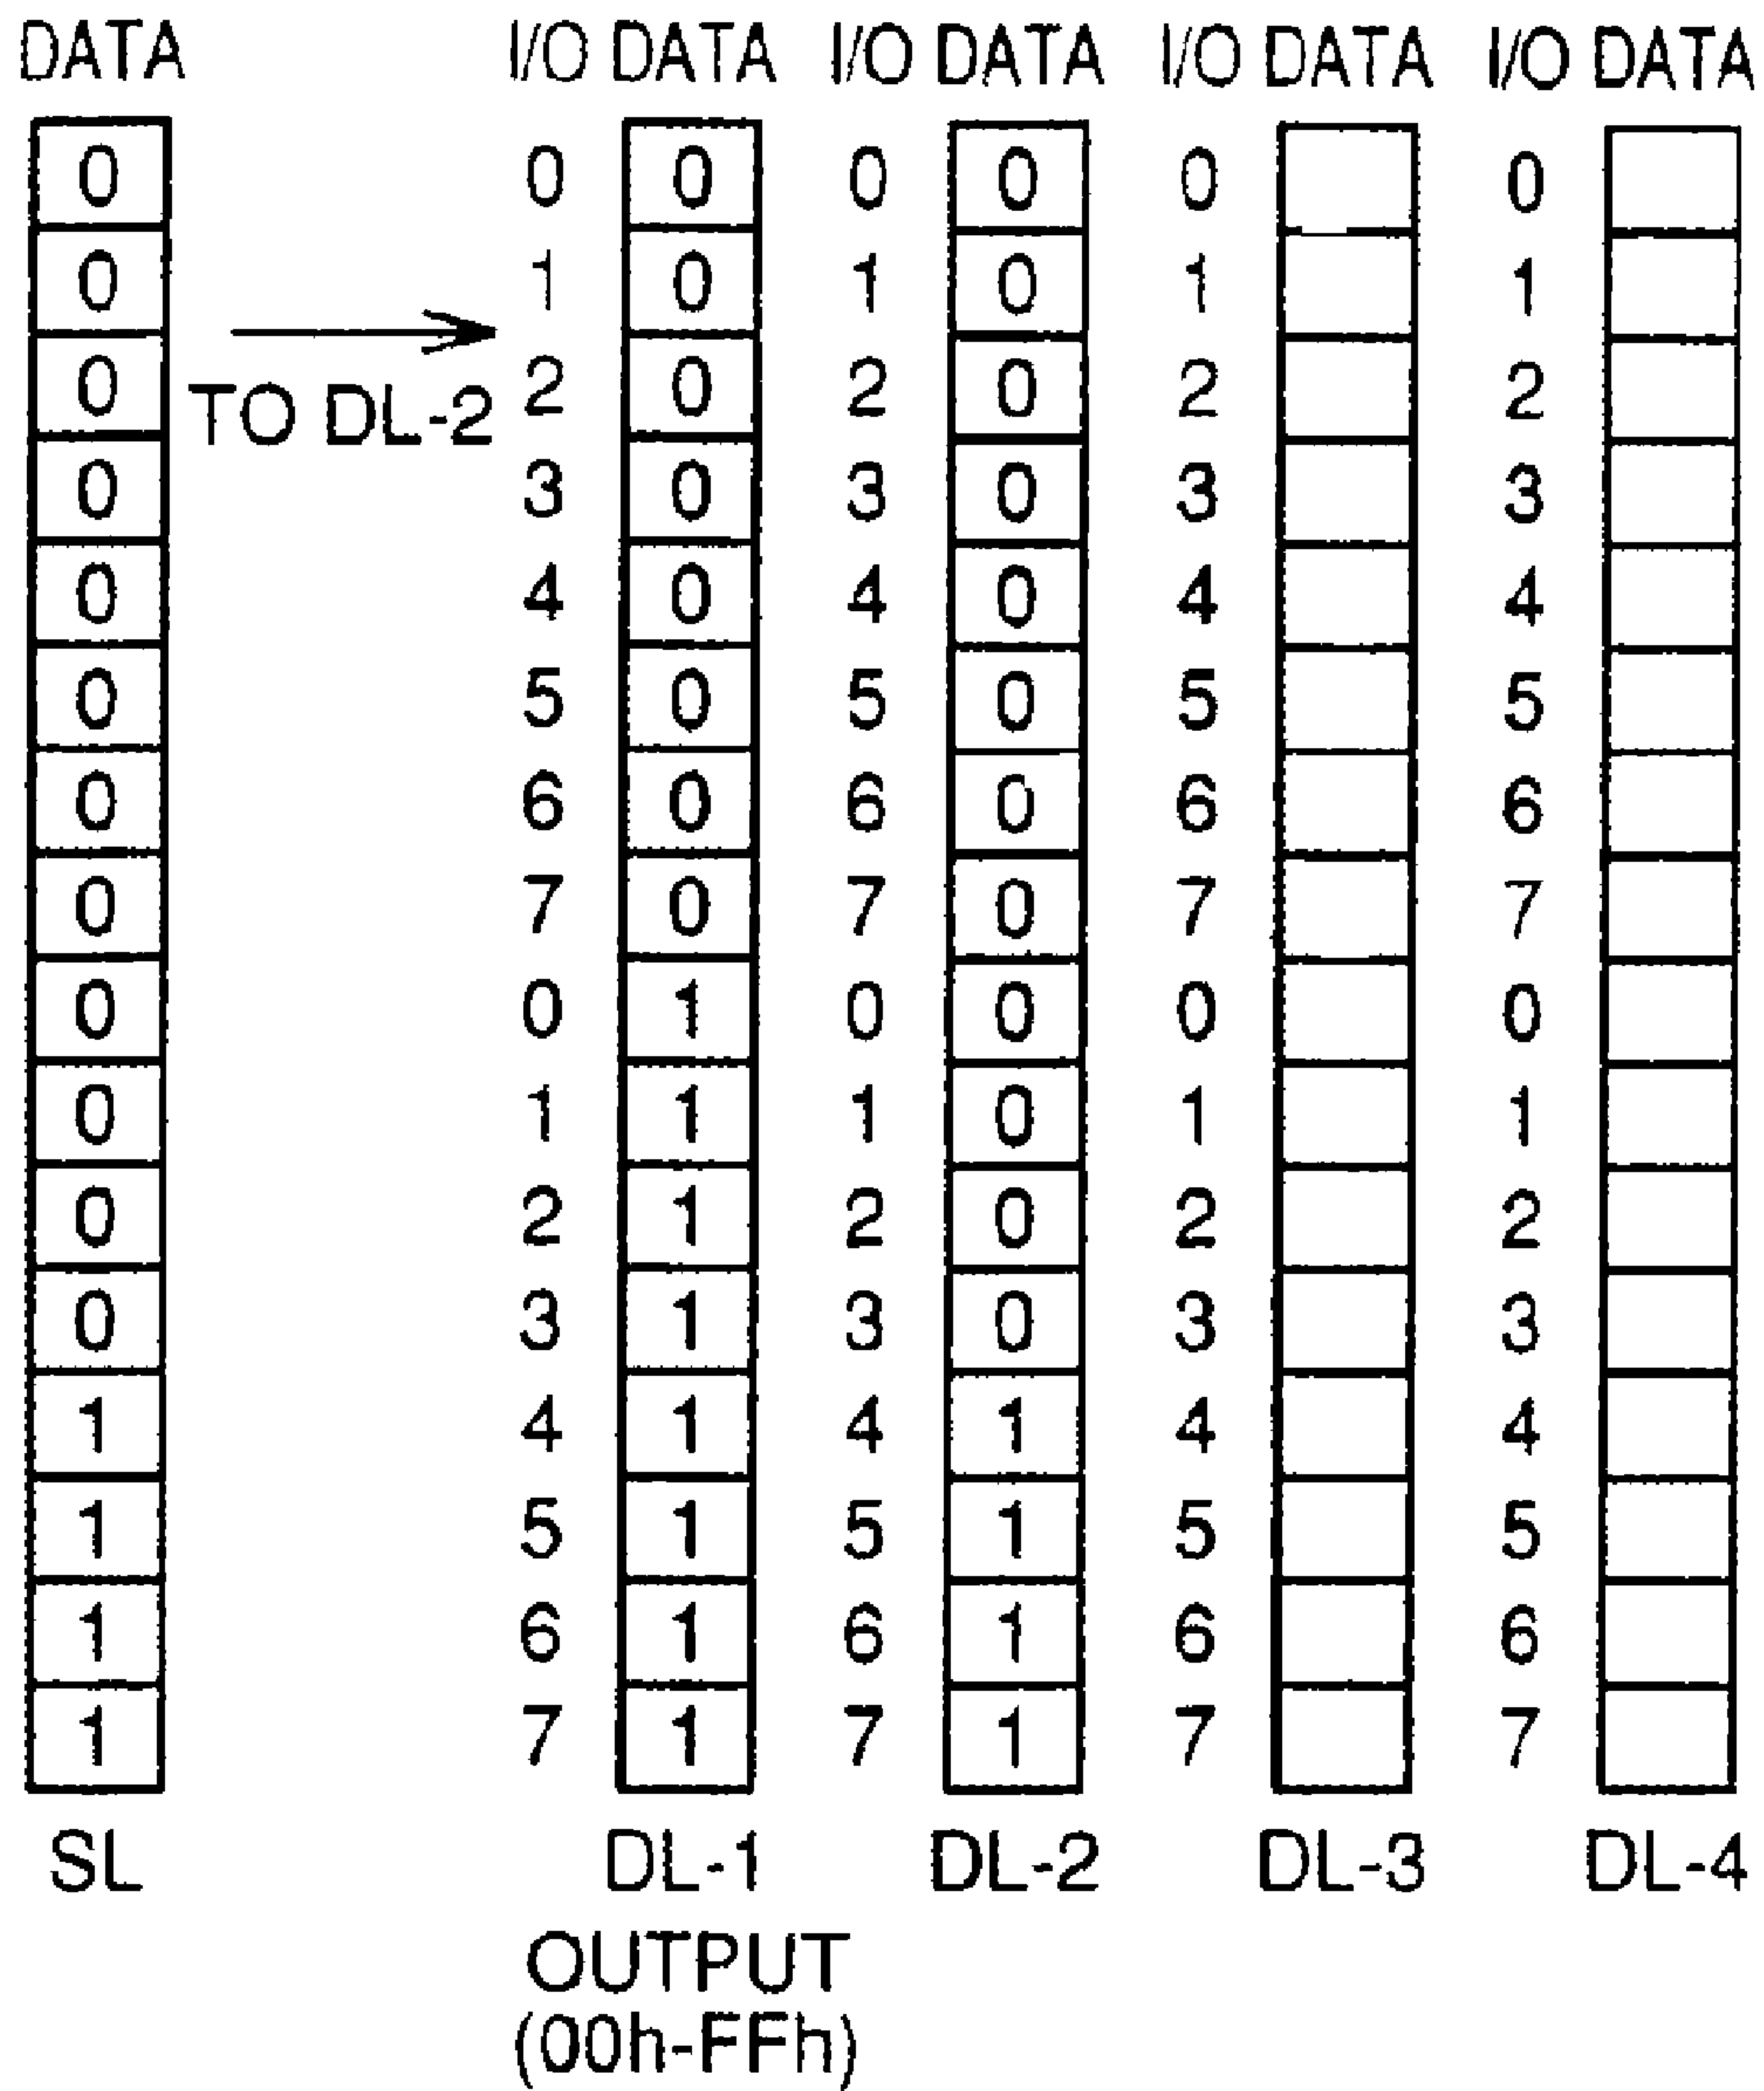 DATA I/O DATA I/O DATA I/O DATA I/O DATA
0 0 0 0 0 0 0
0 1 0 1 0 1 1
0 2 0 2 0 2 2
TO DL-2
0 3 0 3 0 3 3
0 4 0 4 0 4 4
0 5 0 5 0 5 5
0 6 0 6 0 6 6
0 7 0 7 0 7 7
0 0 1 0 0 0 0
0 1 1 1 0 1 1
0 2 1 2 0 2 2
0 3 1 3 0 3 3
1 4 1 4 1 4 4
1 5 1 5 1 5 5
1 6 1 6 1 6 6
1 7 1 7 1 7 7
SL DL-1 DL-2 DL-3 DL-4
OUTPUT
(00h-FFh)